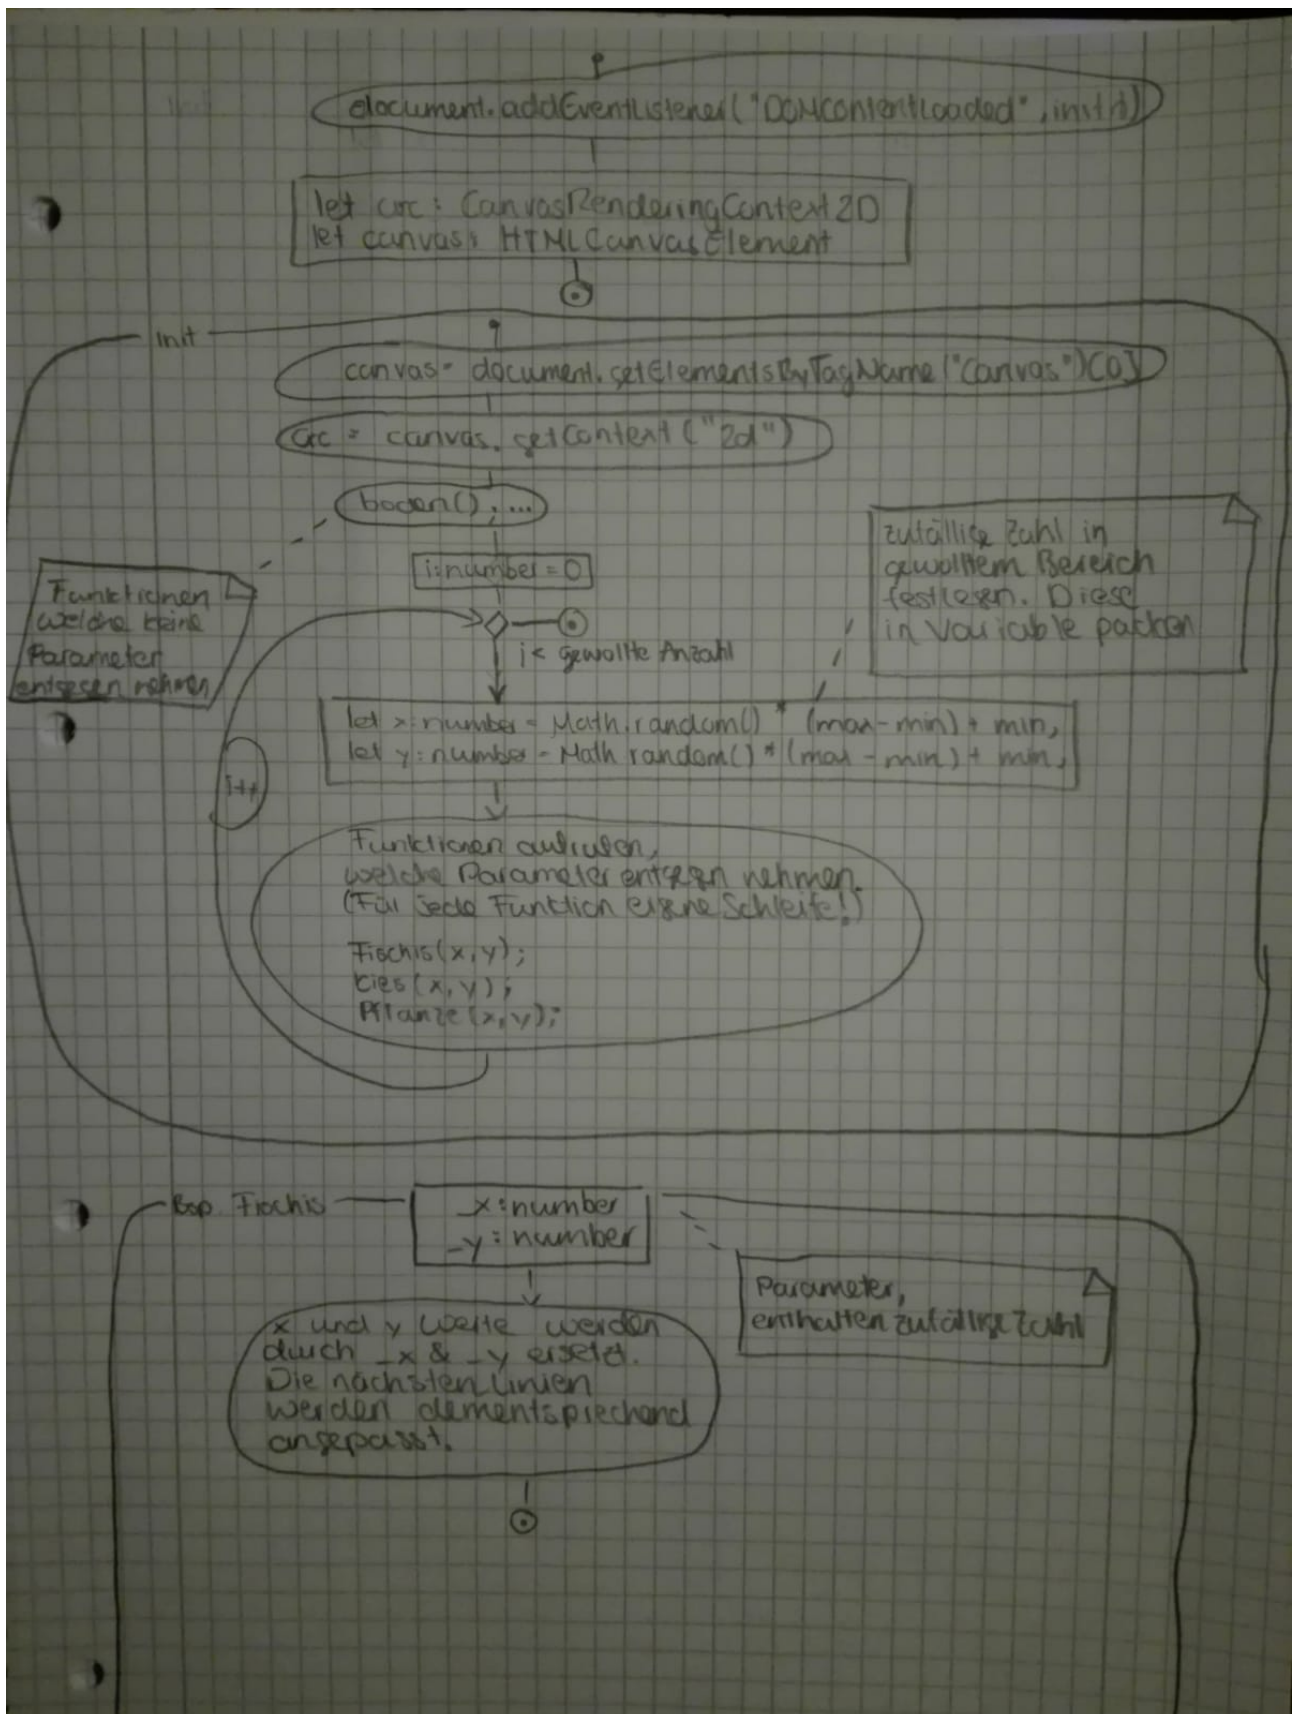 document.addEventListener("DOMContentLoaded", init)
let crc: CanvasRenderingContext2D
let canvas: HTMLCanvasElement
Init
canvas= document.getElementsByTagName("Canvas")[0]
crc = canvas.getContext("2d")
boden(), ...
i:number = 0
i < gewollte Anzahl
zufällige Zahl in
gewolltem Bereich
festlegen. Diese
in Variable packen
Funktionen
welche keine
Parameter
entgegen nehmen
let x:number = Math.random() * (max-min) + min,
let y:number = Math.random() * (max - min) + min,
i++
Funktionen aufrufen,
welche Parameter entgegen nehmen.
(Für jede Funktion eigene Schleife!)
Fischis(x,y);
Kies(x,y);
Pflanze(x,y);
Bsp. Fischis
_x:number
_y:number
Parameter,
enthalten zufällige Zahl
x und y Werte werden
durch _x & _y ersetzt.
Die nächsten Linien
werden dementsprechend
angepasst.